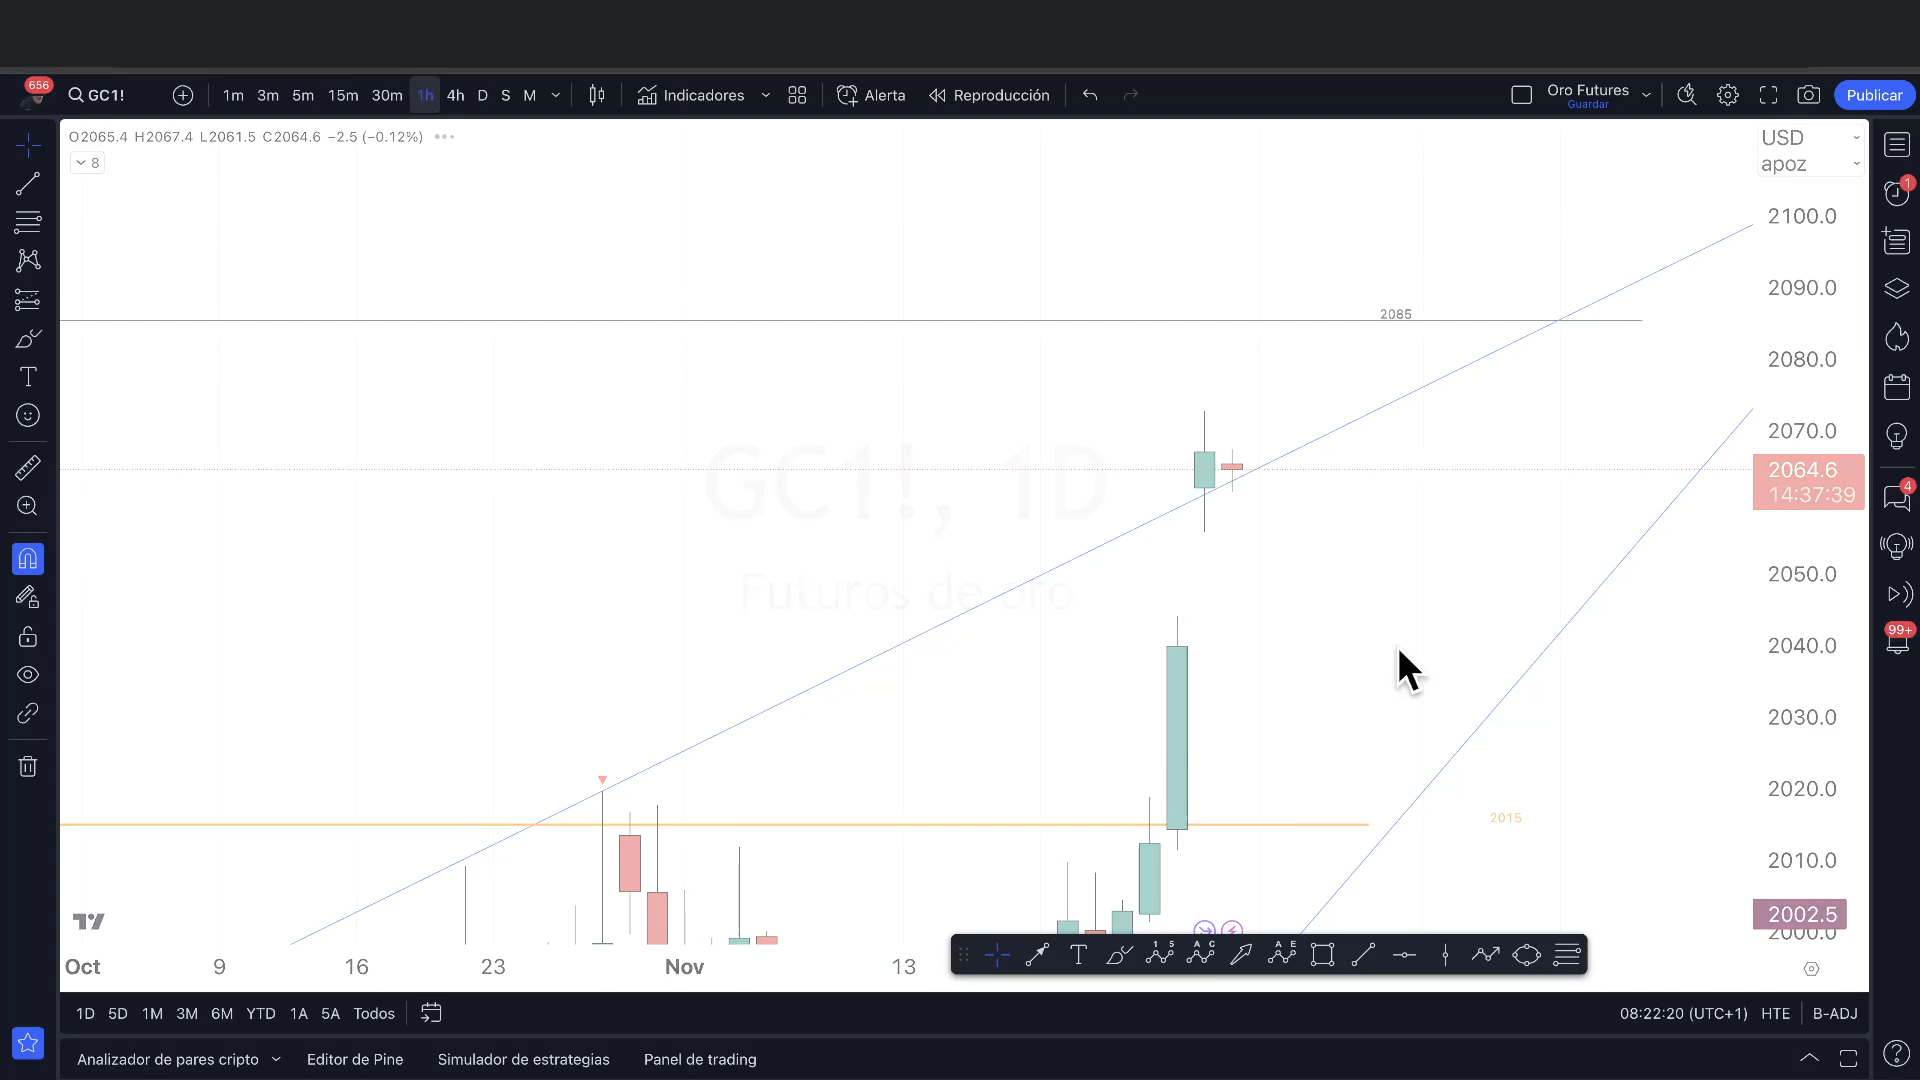 656
GC1!
1m 3m 5m 15m 30m 1h 4h D S M
Indicadores
Alerta
Reproducción
Oro Futures
Guardar
Publicar
O2065.4 H2067.4 L2061.5 C2064.6 −2.5 (−0.12%)
8
USD
apoz
1
2100.0
2090.0
2085
2080.0
2070.0
GC1!, 1D
2064.6
14:37:39
4
2050.0
Futuros de oro
99+
2040.0
2030.0
2020.0
2015
2010.0
2002.5
2000.0
1 5
A C
A E
Oct 9 16 23 Nov 13
1D 5D 1M 3M 6M YTD 1A 5A Todos
08:22:20 (UTC+1) HTE B-ADJ
Analizador de pares cripto
Editor de Pine
Simulador de estrategias
Panel de trading